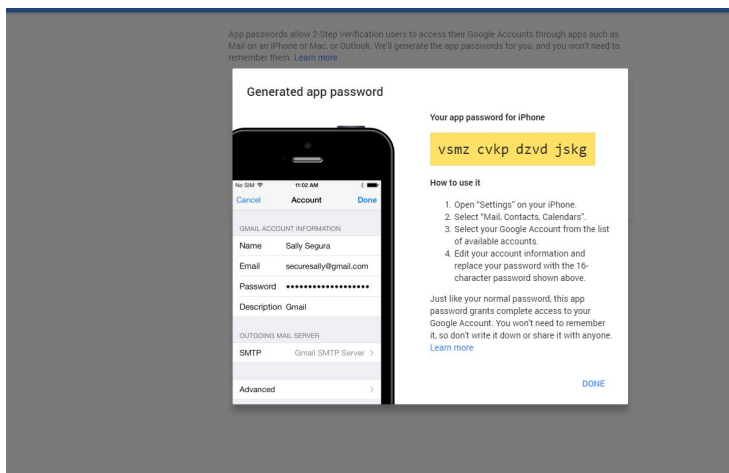 App passwords allow 2-Step Verification users to access their Google Accounts through apps such as
Mail on an iPhone or Mac, or Outlook. We'll generate the app passwords for you, and you won't need to
remember them. Learn more
Generated app password
No SIM 11:02 AM
Cancel Account Done
GMAIL ACCOUNT INFORMATION
Name Sally Segura
Email securesally@gmail.com
Password •••••••••••••••••••
Description Gmail
OUTGOING MAIL SERVER
SMTP Gmail SMTP Server >
Advanced >
Your app password for iPhone
vsmz cvkp dzvd jskg
How to use it
1. Open "Settings" on your iPhone.
2. Select "Mail, Contacts, Calendars".
3. Select your Google Account from the list
of available accounts.
4. Edit your account information and
replace your password with the 16-
character password shown above.
Just like your normal password, this app
password grants complete access to your
Google Account. You won't need to remember
it, so don't write it down or share it with anyone.
Learn more
DONE